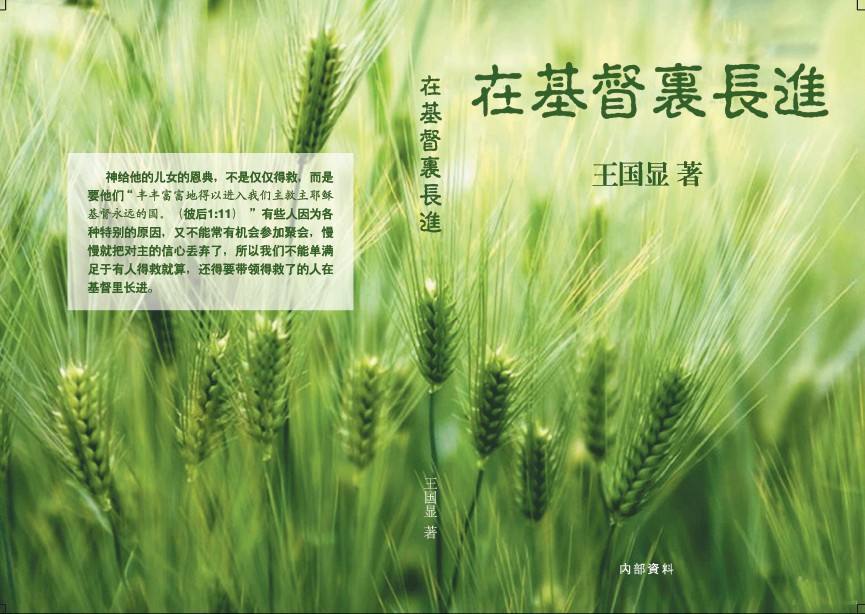 在基督裏長進
王国显 著
内部資料
在基督裏長進
王国显 著
神给他的儿女的恩典，不是仅仅得救，而是
要他们“丰丰富富地得以进入我们主救主耶稣
基督永远的国。（彼后1:11） ”有些人因为各
种特别的原因，又不能常有机会参加聚会，慢
慢就把对主的信心丢弃了，所以我们不能单满
足于有人得救就算，还得要带领得救了的人在
基督里长进。